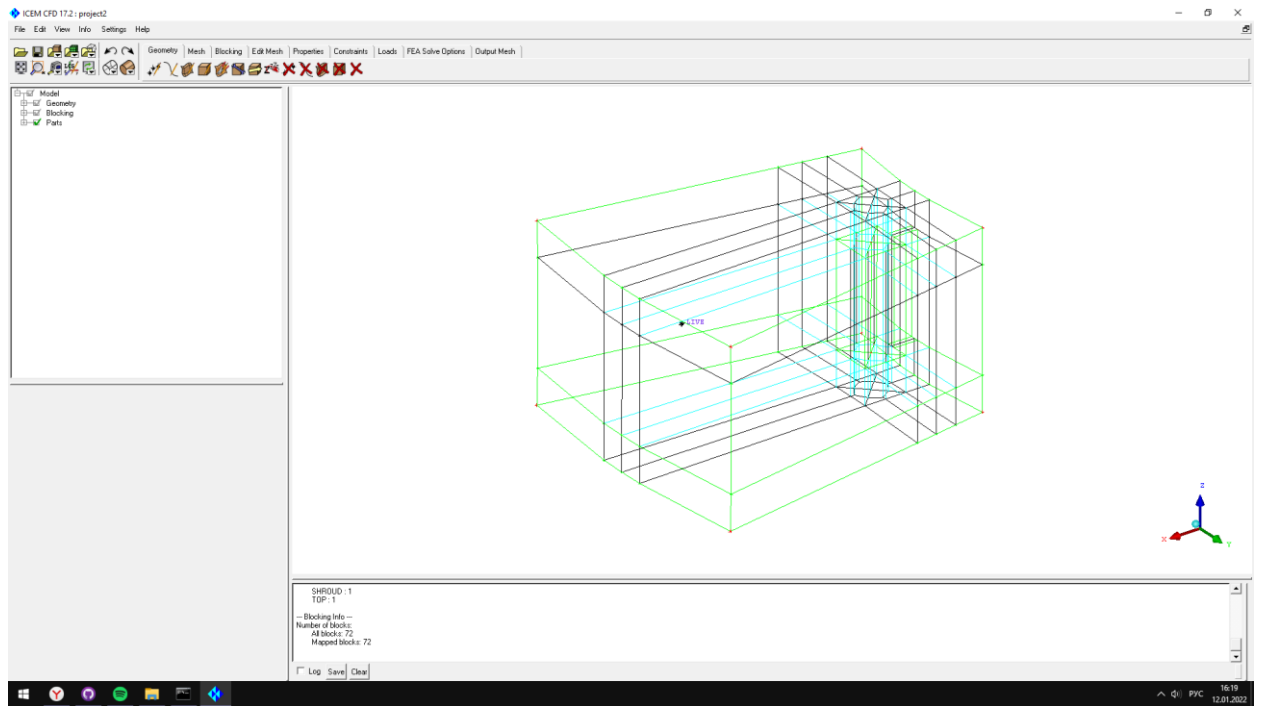 ICEM CFD 17.2 : project2
File Edit View Info Settings Help
Geometry Mesh Blocking Edit Mesh Properties Constraints Loads FEA Solve Options Output Mesh
Model
Geometry
Blocking
Parts
LIVE
Z
X
Y
SHROUD : 1
TOP : 1
--- Blocking Info ---
Number of blocks:
All blocks: 72
Mapped blocks: 72
Log Save Clear
РУС
16:19
12.01.2022